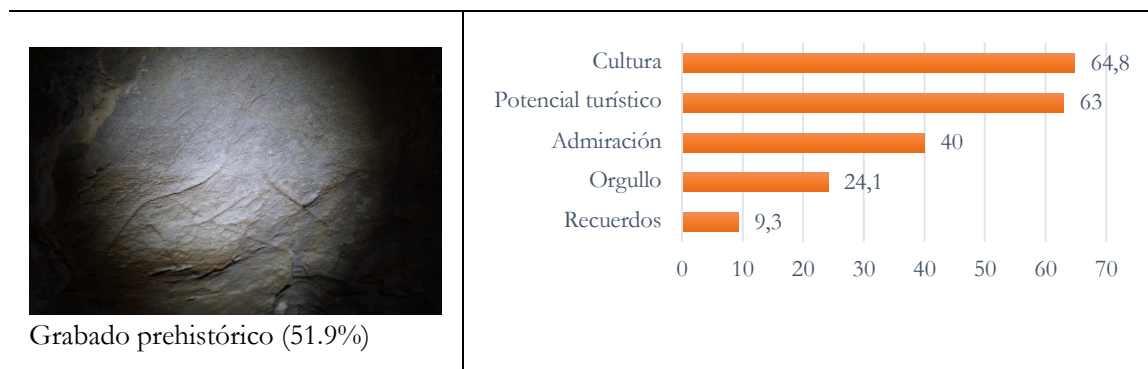 Grabado prehistórico (51.9%)
Cultura 64,8
Potencial turístico 63
Admiración 40
Orgullo 24,1
Recuerdos 9,3
0 10 20 30 40 50 60 70